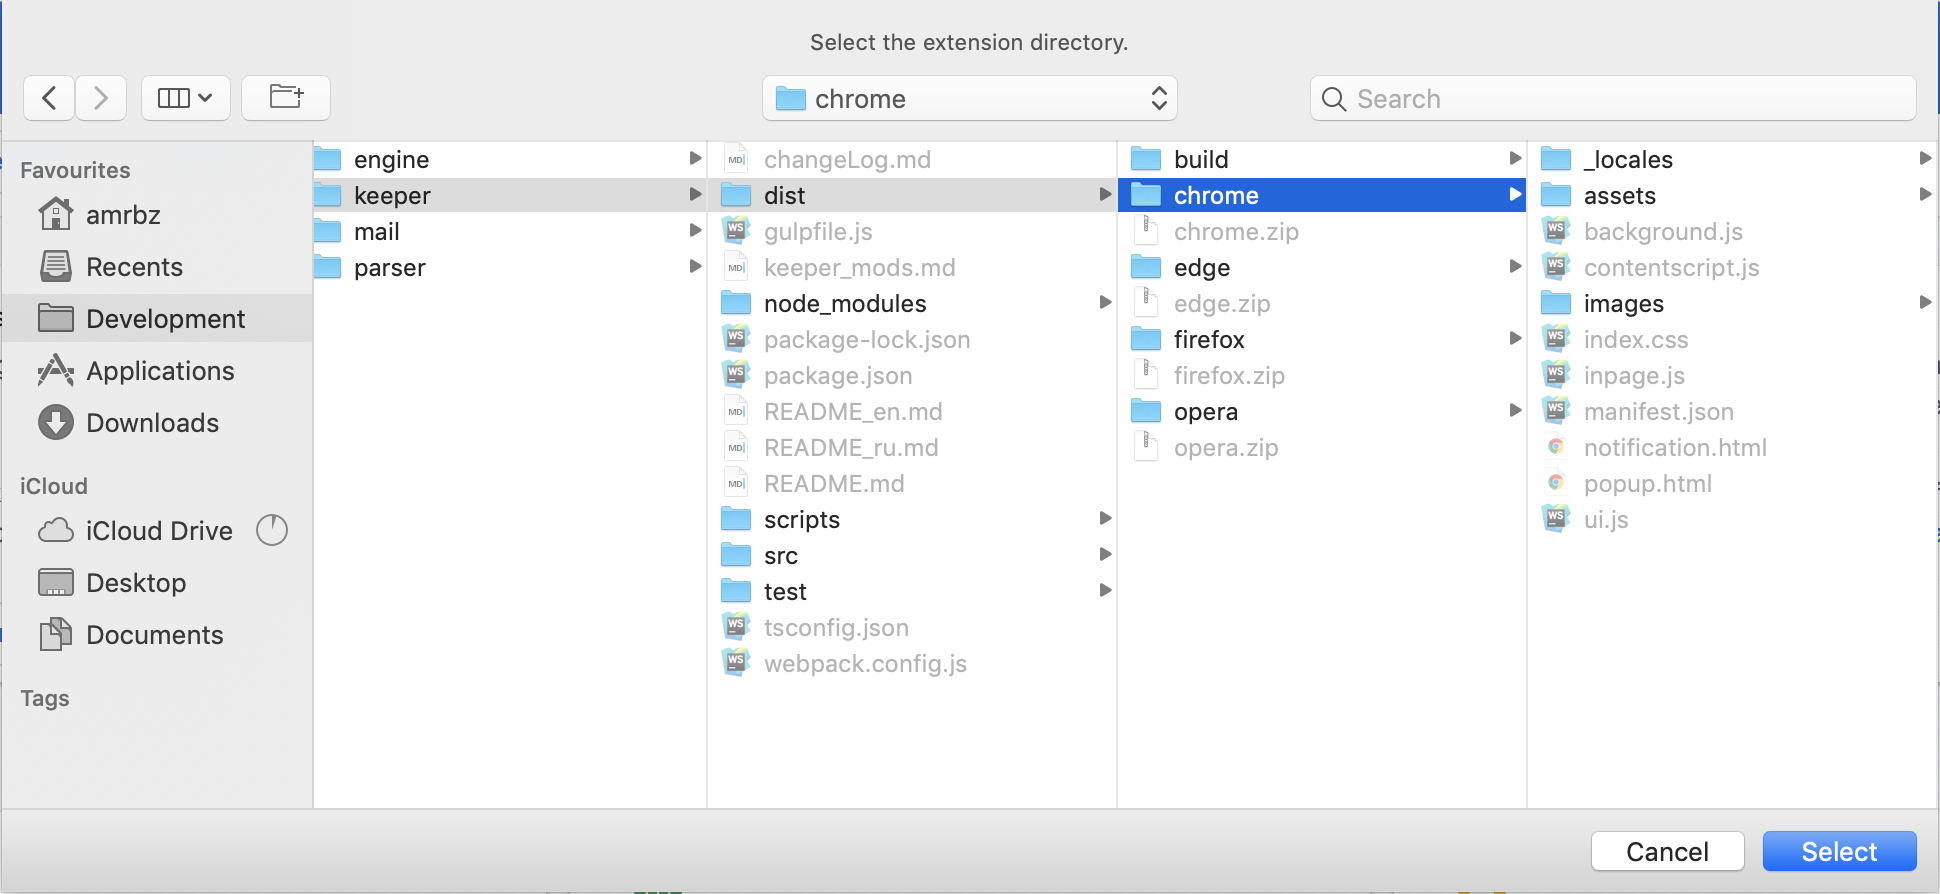 Select the extension directory.
chrome
Search
Favourites
amrbz
Recents
Development
Applications
Downloads
iCloud
iCloud Drive
Desktop
Documents
Tags
engine
keeper
mail
parser
changeLog.md
dist
gulpfile.js
keeper_mods.md
node_modules
package-lock.json
package.json
README_en.md
README_ru.md
README.md
scripts
src
test
tsconfig.json
webpack.config.js
build
chrome
chrome.zip
edge
edge.zip
firefox
firefox.zip
opera
opera.zip
_locales
assets
background.js
contentscript.js
images
index.css
inpage.js
manifest.json
notification.html
popup.html
ui.js
Cancel
Select